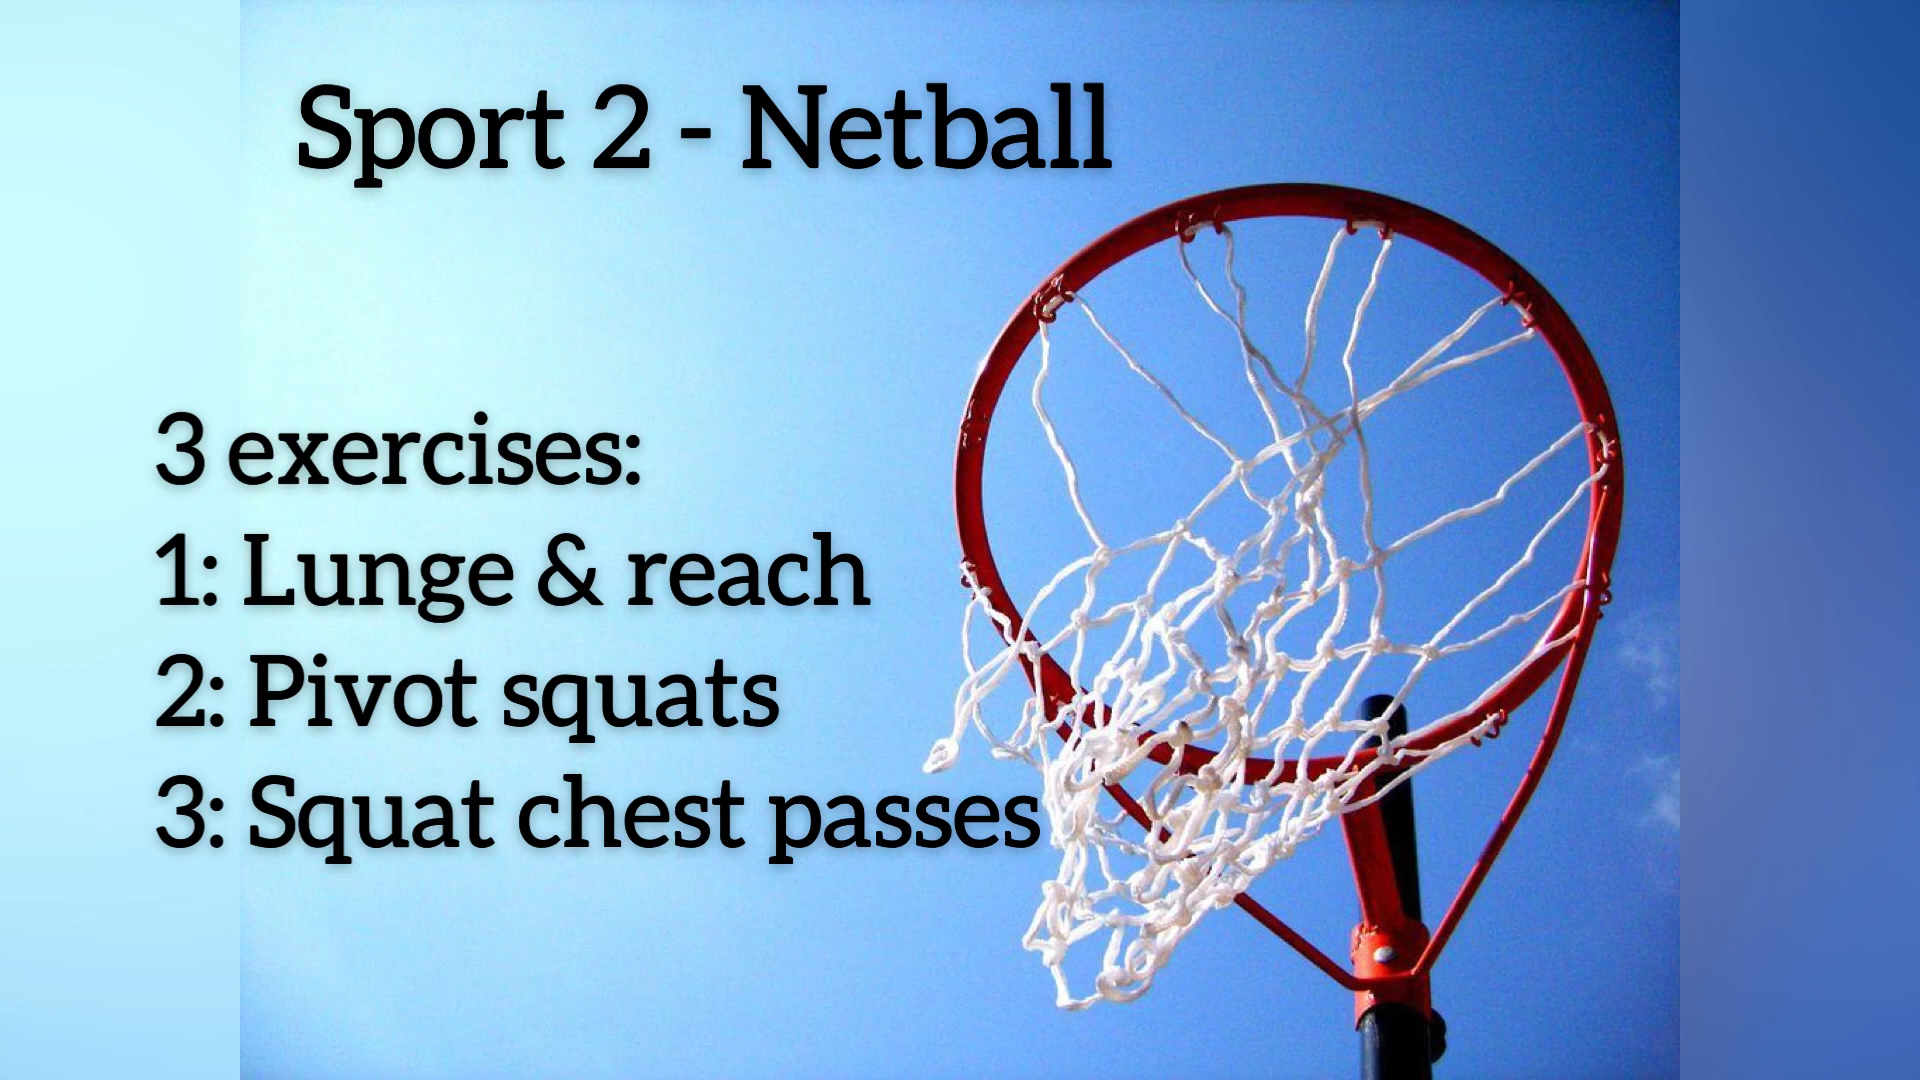 Sport 2 - Netball
3 exercises:
1: Lunge & reach
2: Pivot squats
3: Squat chest passes